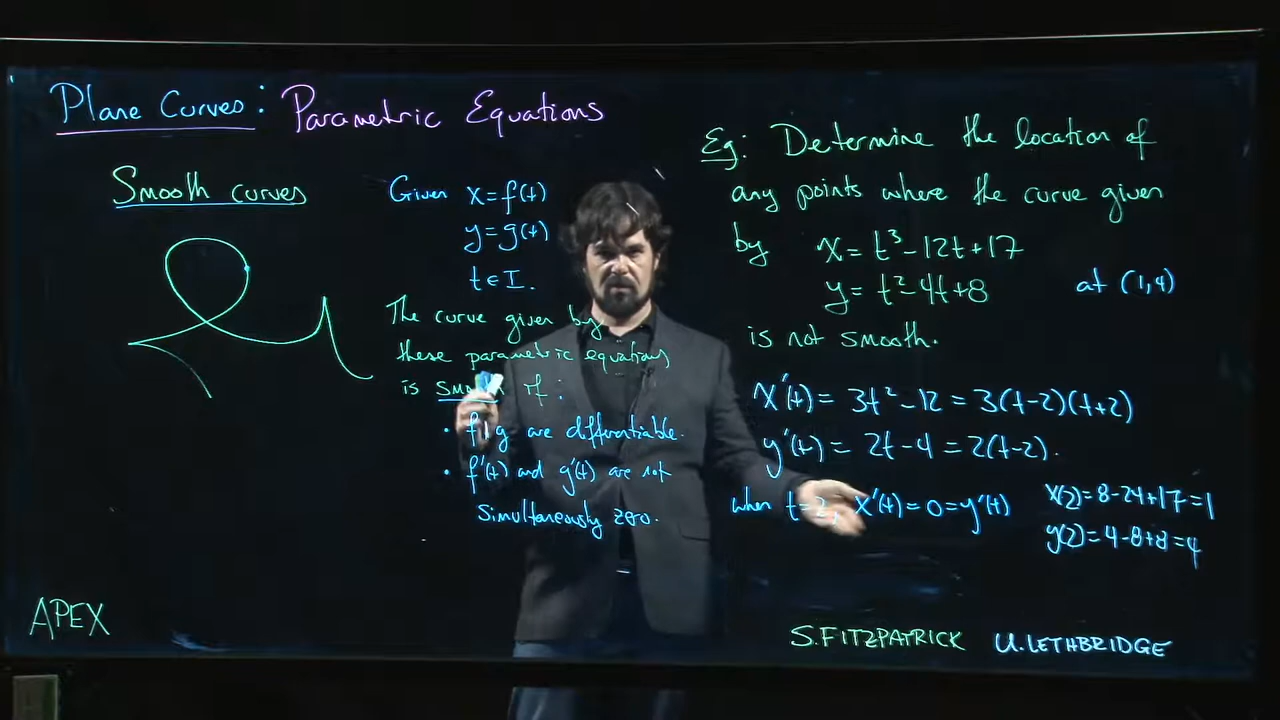 Plane Curves: Parametric Equations
Smooth curves
Given x=f(t)
y=g(t)
t∈I.
The curve given by
these parametric equations
is smooth if:
• f, g are differentiable.
• f'(t) and g'(t) are not
simultaneously zero.
Eg: Determine the location of
any points where the curve given
by x= t³-12t+17
y= t²-4t+8 at (1,4)
is not smooth.
x'(t) = 3t²-12 = 3(t-2)(t+2)
y'(t) = 2t-4 = 2(t-2).
when t=2, x'(t)=0=y'(t)
x(2)=8-24+17=1
y(2)=4-8+8=4
APEX
S.FITZPATRICK U.LETHBRIDGE